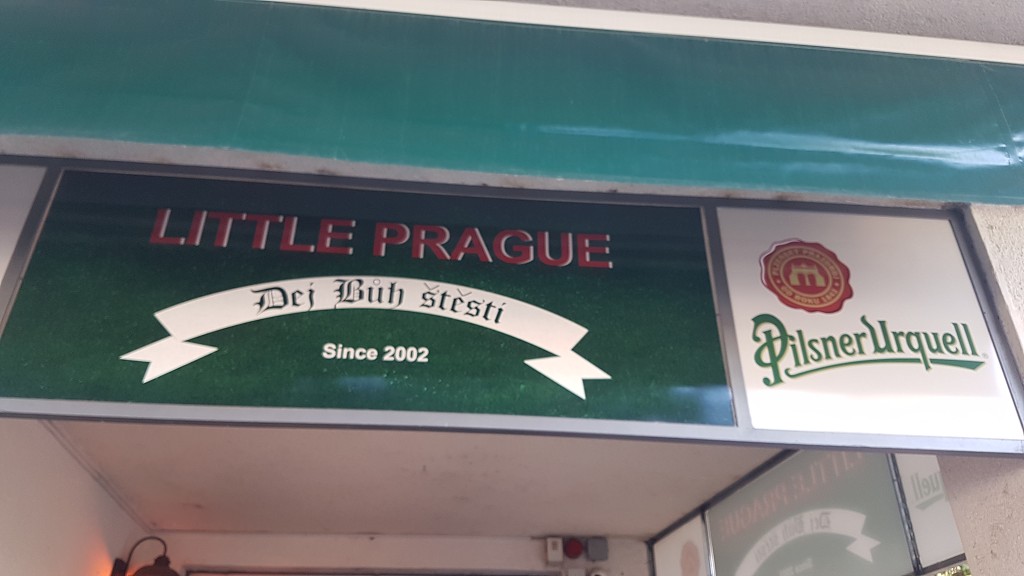 LITTLE PRAGUE
Dej Bůh štěstí
Since 2002
Pilsner Urquell